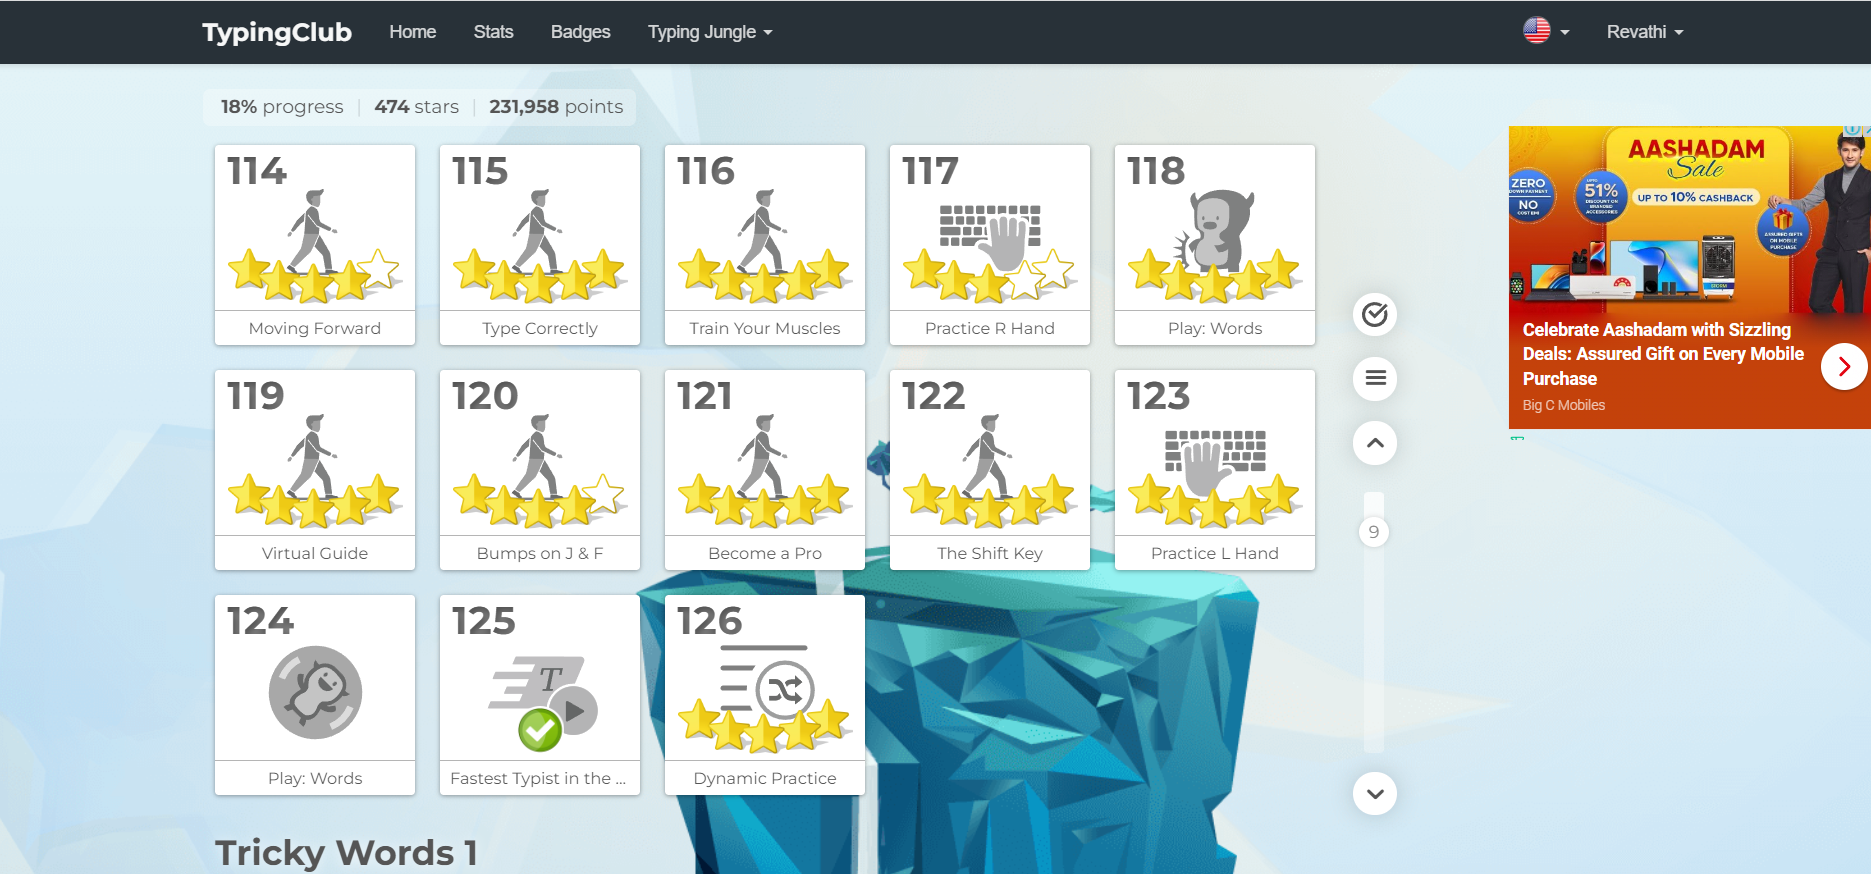 TypingClub Home Stats Badges Typing Jungle Revathi
18% progress 474 stars 231,958 points
114
Moving Forward
115
Type Correctly
116
Train Your Muscles
117
Practice R Hand
118
Play: Words
119
Virtual Guide
120
Bumps on J & F
121
Become a Pro
122
The Shift Key
123
Practice L Hand
124
Play: Words
125
T
Fastest Typist in the ...
126
Dynamic Practice
Tricky Words 1
9
AASHADAM
Sale
ZERO
DOWN PAYMENT
NO
COST EMI
UPTO
51%
DISCOUNT ON
BRANDED
ACCESSORIES
UP TO 10% CASHBACK
ASSURED GIFTS
ON MOBILE
PURCHASE
STORM
Celebrate Aashadam with Sizzling
Deals: Assured Gift on Every Mobile
Purchase
Big C Mobiles